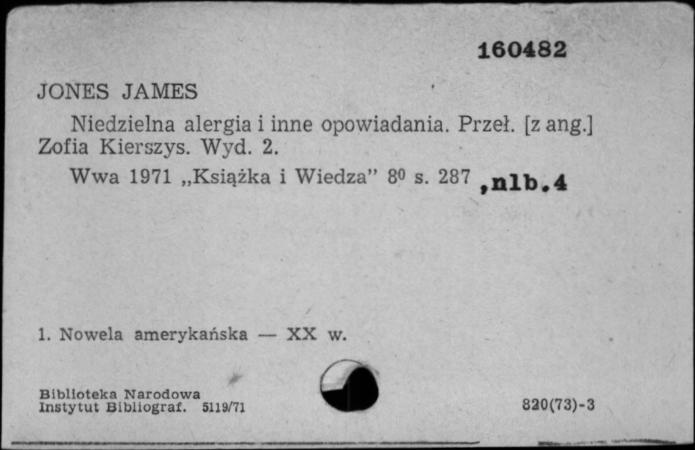 160482
JONES JAMES
Niedzielna alergia i inne opowiadania. Przeł. [z ang.]
Zofia Kierszys. Wyd. 2.
Wwa 1971 „Książka i Wiedza” 8⁰ s. 287 ,nlb.4
1. Nowela amerykańska — XX w.
Biblioteka Narodowa
Instytut Bibliograf. 5119/71
820(73)-3